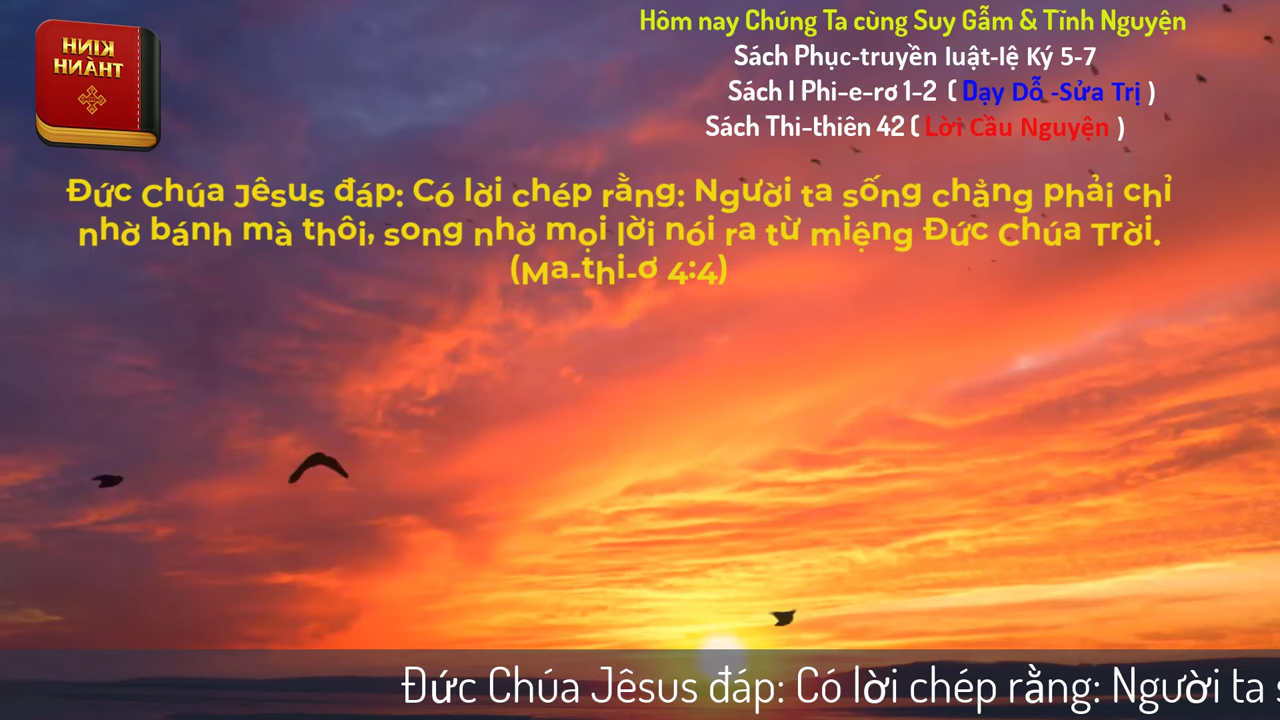 KINH
THÀNH
Hôm nay Chúng Ta cùng Suy Gẫm & Tĩnh Nguyện
Sách Phục-truyền luật-lệ Ký 5-7
Sách I Phi-e-rơ 1-2 ( Dạy Dỗ -Sửa Trị )
Sách Thi-thiên 42 ( Lời Cầu Nguyện )
Đức Chúa Jêsus đáp: Có lời chép rằng: Người ta sống chẳng phải chỉ
nhờ bánh mà thôi, song nhờ mọi lời nói ra từ miệng Đức Chúa Trời.
(Ma-thi-ơ 4:4)
Đức Chúa Jêsus đáp: Có lời chép rằng: Người ta